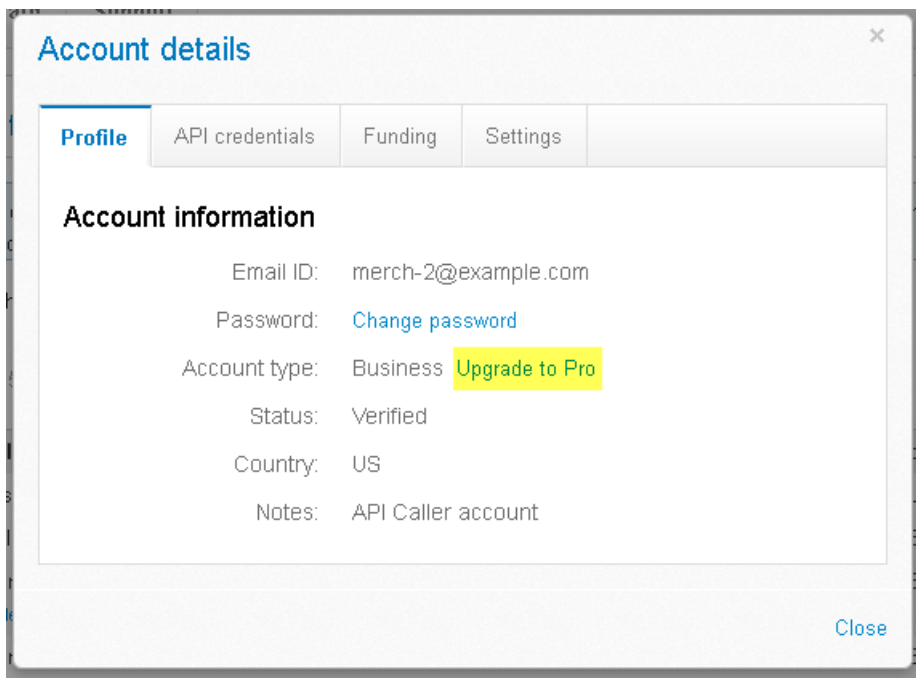 Account details
×
Profile API credentials Funding Settings
Account information
Email ID: merch-2@example.com
Password: Change password
Account type: Business Upgrade to Pro
Status: Verified
Country: US
Notes: API Caller account
Close